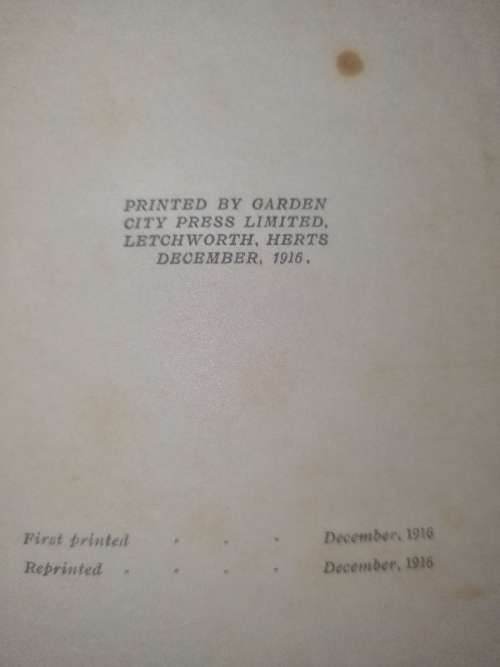 PRINTED BY GARDEN
CITY PRESS LIMITED,
LETCHWORTH, HERTS
DECEMBER, 1916.
First printed . . . December, 1916
Reprinted . . . . December, 1916